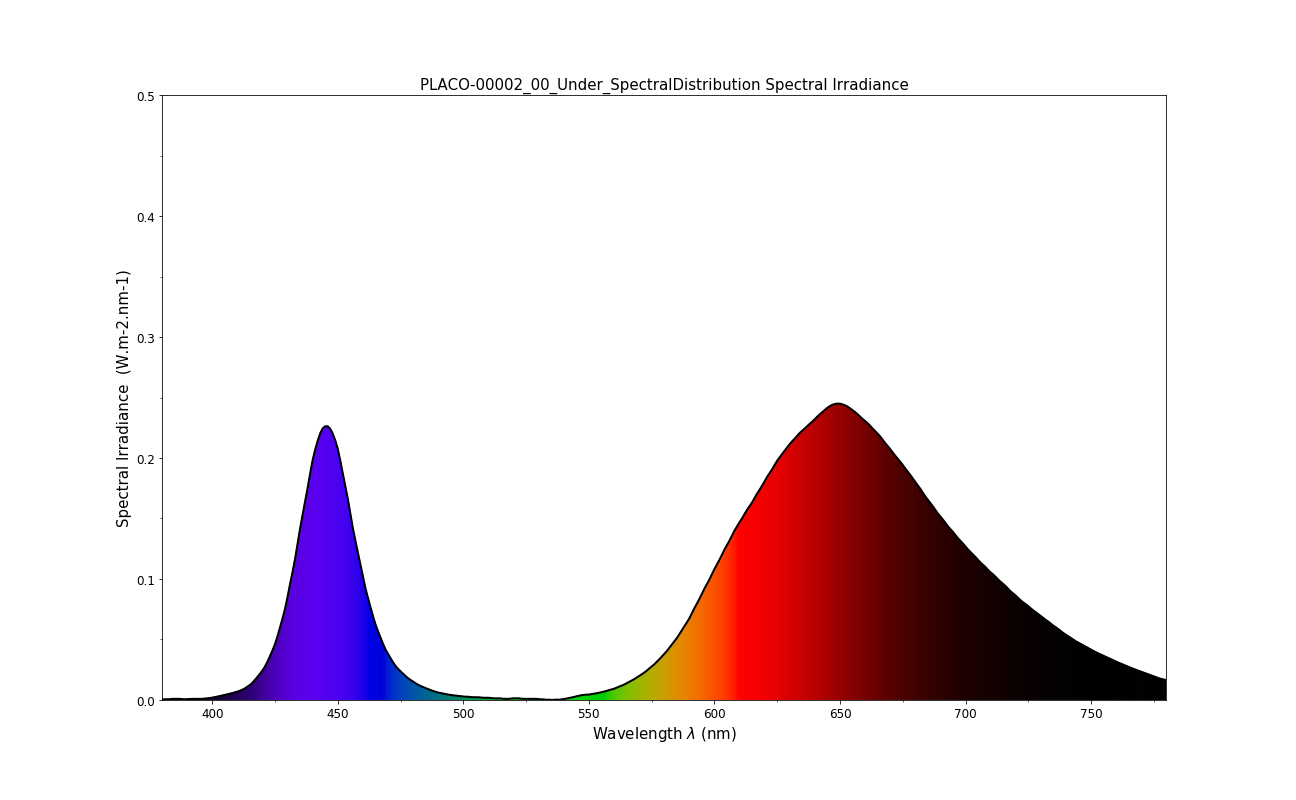 PLACO-00002_00_Under_SpectralDistribution Spectral Irradiance
0.5
0.4
0.3
0.2
0.1
0.0
Spectral Irradiance (W.m-2.nm-1)
400 450 500 550 600 650 700 750
Wavelength λ (nm)